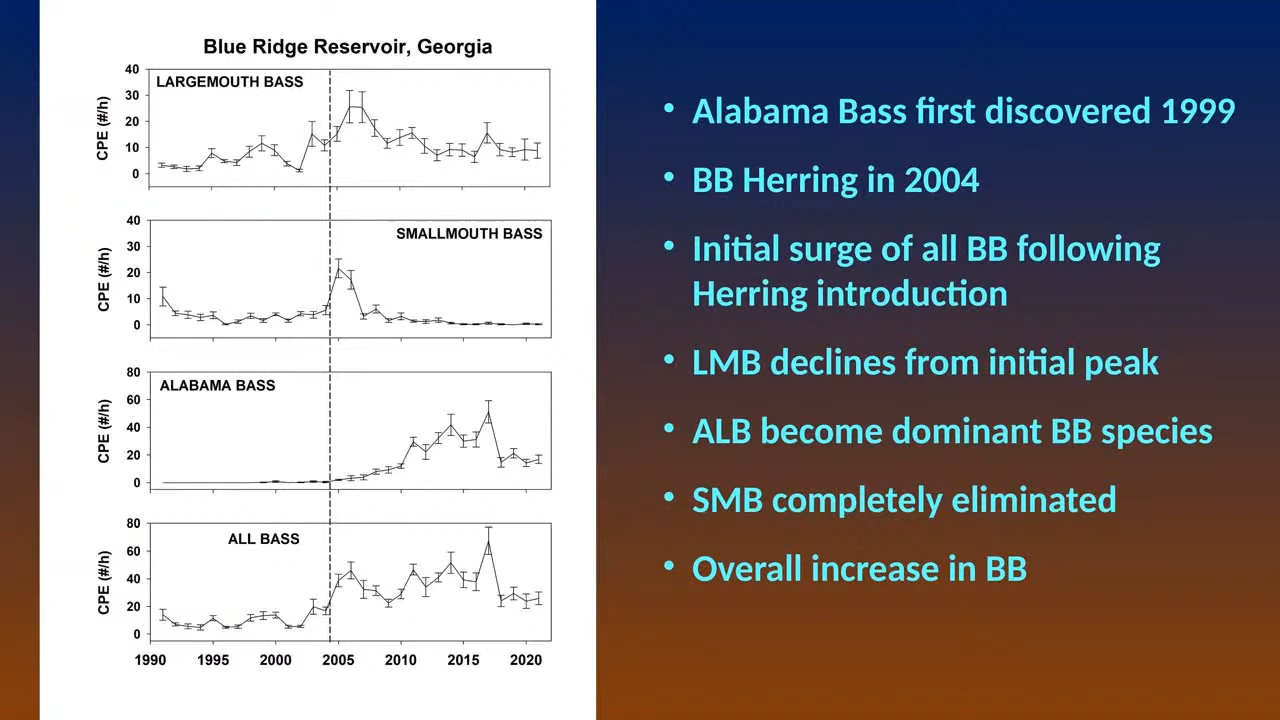 Blue Ridge Reservoir, Georgia
40
30
20
10
0
CPE (#/h)
LARGEMOUTH BASS
40
30
20
10
0
CPE (#/h)
SMALLMOUTH BASS
80
60
40
20
0
CPE (#/h)
ALABAMA BASS
80
60
40
20
0
CPE (#/h)
ALL BASS
1990 1995 2000 2005 2010 2015 2020
• Alabama Bass first discovered 1999
• BB Herring in 2004
• Initial surge of all BB following
Herring introduction
• LMB declines from initial peak
• ALB become dominant BB species
• SMB completely eliminated
• Overall increase in BB